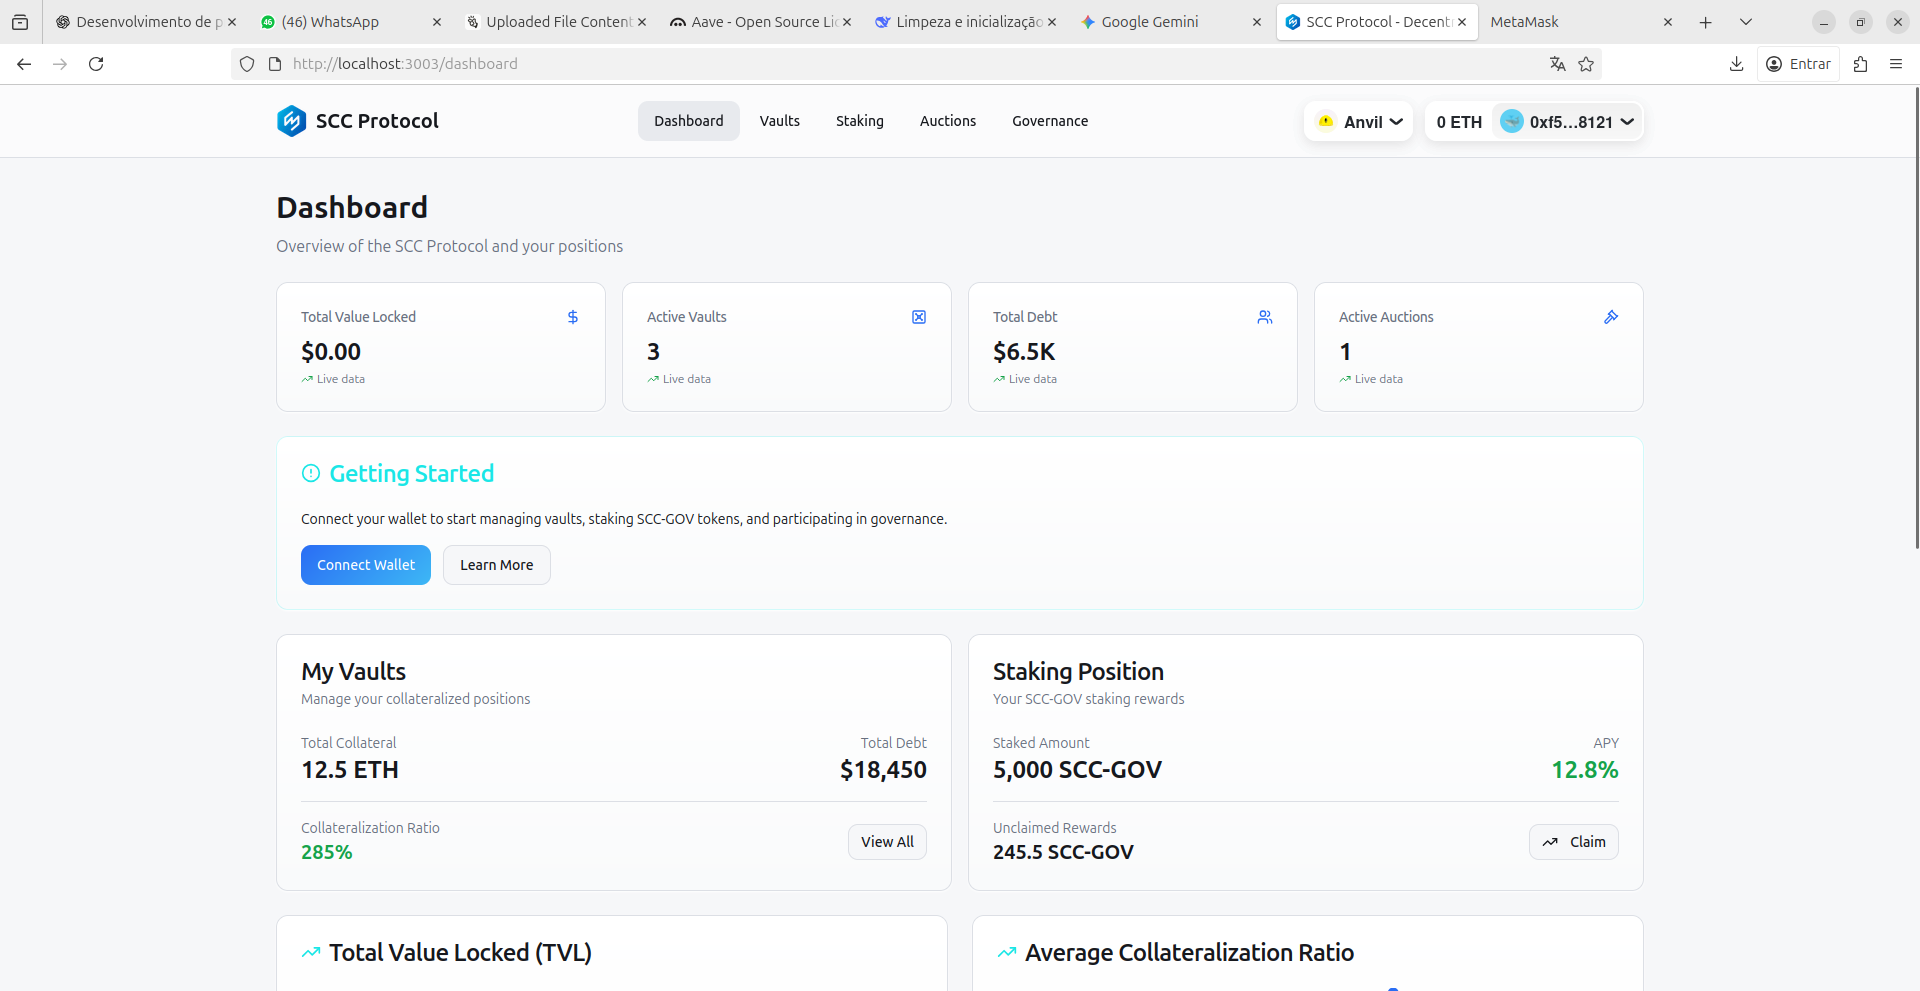 Desenvolvimento de p
(46) WhatsApp
Uploaded File Content
Aave - Open Source Lic
Limpeza e inicialização
Google Gemini
SCC Protocol - Decent
MetaMask
http://localhost:3003/dashboard
Entrar
SCC Protocol
Dashboard
Vaults
Staking
Auctions
Governance
Anvil
0 ETH
0xf5...8121
Dashboard
Overview of the SCC Protocol and your positions
Total Value Locked
$0.00
Live data
Active Vaults
3
Live data
Total Debt
$6.5K
Live data
Active Auctions
1
Live data
Getting Started
Connect your wallet to start managing vaults, staking SCC-GOV tokens, and participating in governance.
Connect Wallet
Learn More
My Vaults
Manage your collateralized positions
Total Collateral
Total Debt
12.5 ETH
$18,450
Collateralization Ratio
285%
View All
Staking Position
Your SCC-GOV staking rewards
Staked Amount
APY
5,000 SCC-GOV
12.8%
Unclaimed Rewards
245.5 SCC-GOV
Claim
Total Value Locked (TVL)
Average Collateralization Ratio